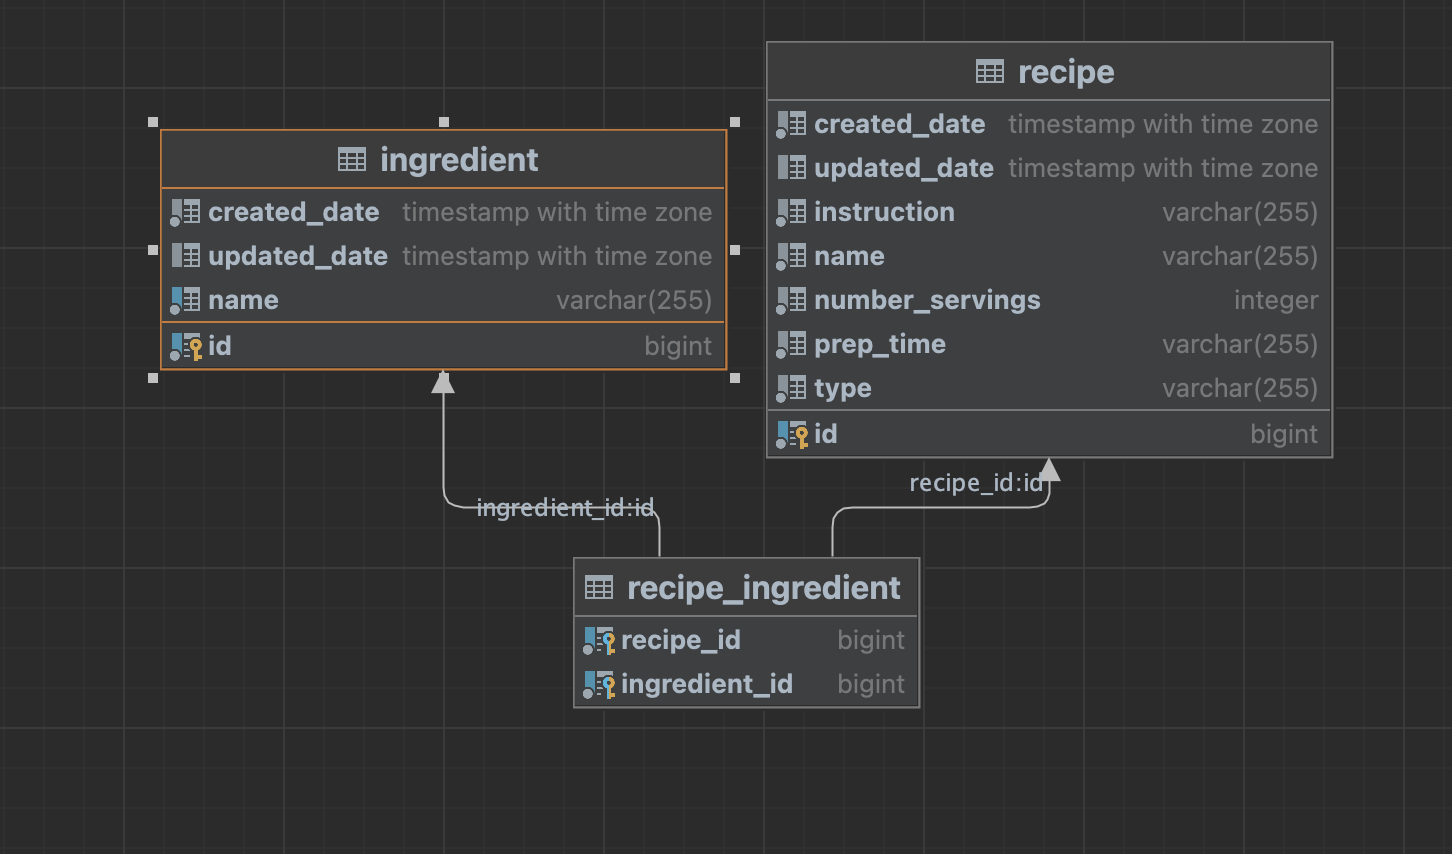 ingredient
created_date timestamp with time zone
updated_date timestamp with time zone
name varchar(255)
id bigint
recipe
created_date timestamp with time zone
updated_date timestamp with time zone
instruction varchar(255)
name varchar(255)
number_servings integer
prep_time varchar(255)
type varchar(255)
id bigint
ingredient_id:id
recipe_id:id
recipe_ingredient
recipe_id bigint
ingredient_id bigint